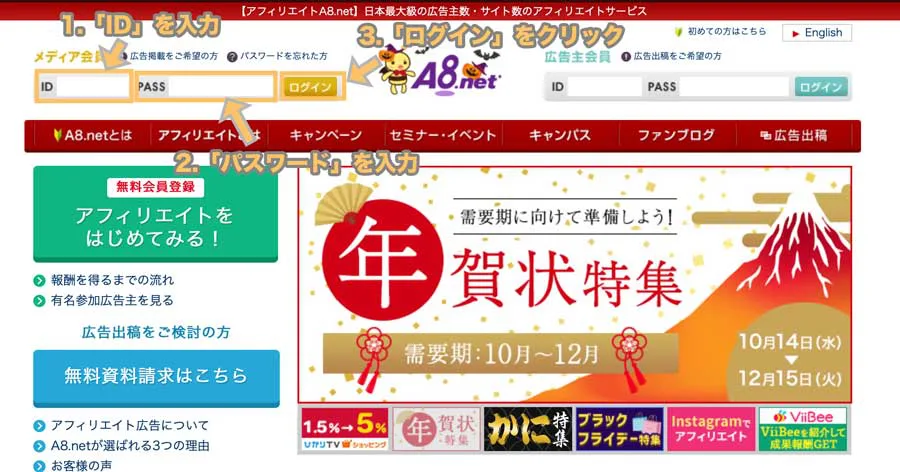 【アフィリエイトA8.net】日本最大級の広告主数・サイト数のアフィリエイトサービス
1.「ID」を入力
3.「ログイン」をクリック
初めての方はこちら
English
メディア会員
広告掲載をご希望の方
パスワードを忘れた方
A8.net
広告主会員
広告出稿をご希望の方
ID
PASS
ログイン
ID
PASS
ログイン
A8.netとは
アフィリエイトとは
キャンペーン
セミナー・イベント
キャンパス
ファンブログ
広告出稿
2.「パスワード」を入力
無料会員登録
アフィリエイトを
はじめてみる!
報酬を得るまでの流れ
有名参加広告主を見る
広告出稿をご検討の方
無料資料請求はこちら
アフィリエイト広告について
A8.netが選ばれる3つの理由
お客様の声
需要期に向けて準備しよう!
年賀状特集
需要期:10月〜12月
10月14日(水)
12月15日(火)
1.5%→5%
ひかりTVショッピング
年賀状
特集
かに特集
ブラック
フライデー特集
Instagramで
アフィリエイト
ViiBee
ViiBeeを紹介して
成果報酬GET